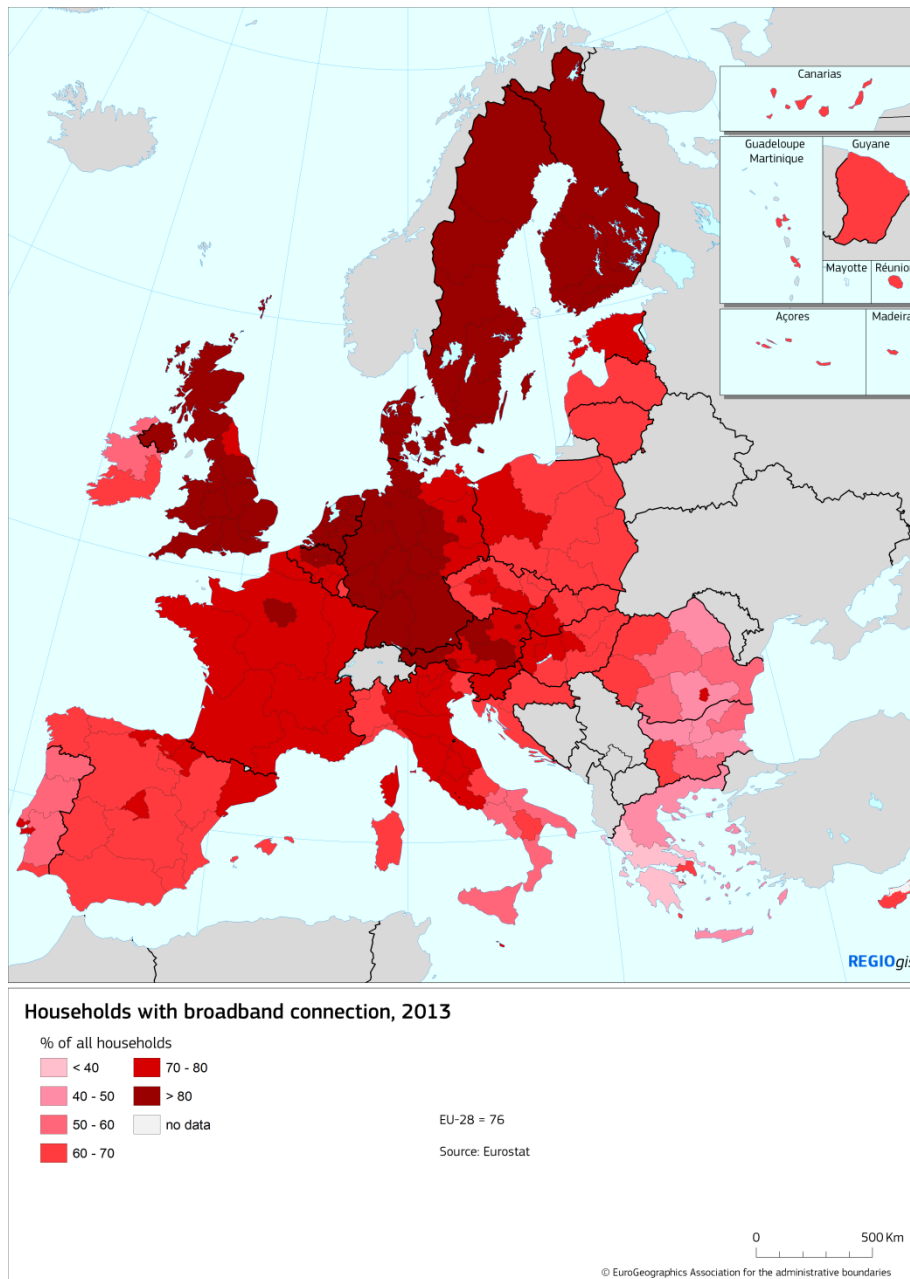 Canarias
Guadeloupe
Martinique
Guyane
Mayotte
Réunion
Açores
Madeira
REGIOgis
Households with broadband connection, 2013
% of all households
< 40
70 - 80
40 - 50
> 80
50 - 60
no data
60 - 70
EU-28 = 76
Source: Eurostat
0
500 Km
© EuroGeographics Association for the administrative boundaries